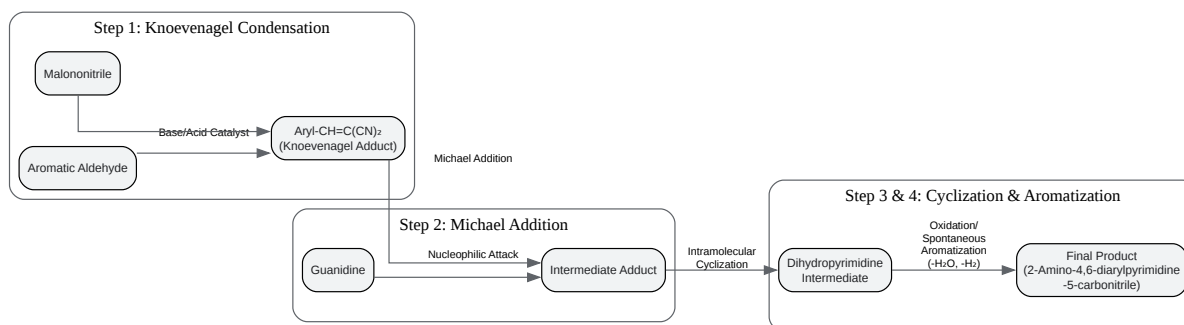 Step 1: Knoevenagel Condensation
Malononitrile
Base/Acid Catalyst
Aryl-CH=C(CN)₂
(Knoevenagel Adduct)
Aromatic Aldehyde
Michael Addition
Step 2: Michael Addition
Nucleophilic Attack
Guanidine
Intermediate Adduct
Intramolecular
Cyclization
Step 3 & 4: Cyclization & Aromatization
Dihydropyrimidine
Intermediate
Oxidation/
Spontaneous
Aromatization
(-H₂O, -H₂)
Final Product
(2-Amino-4,6-diarylpyrimidine
-5-carbonitrile)